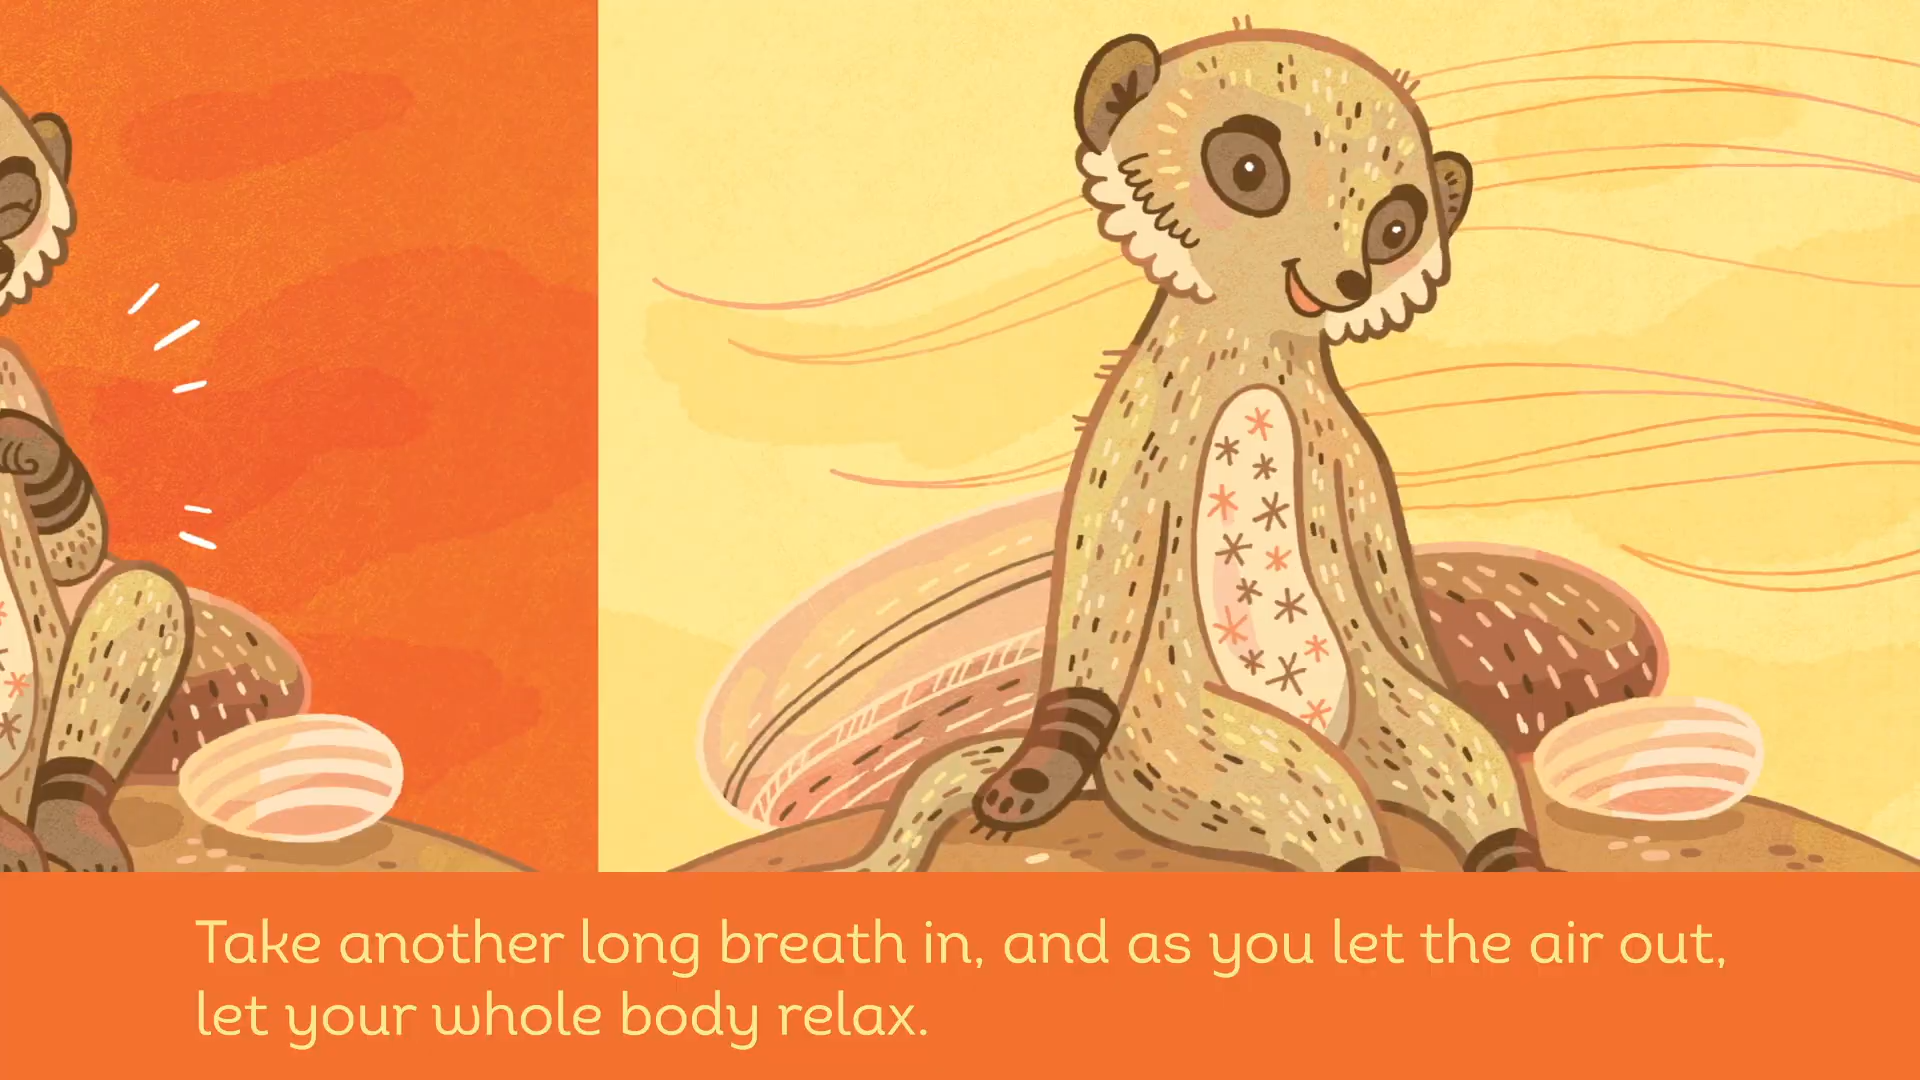 Take another long breath in, and as you let the air out,
let your whole body relax.